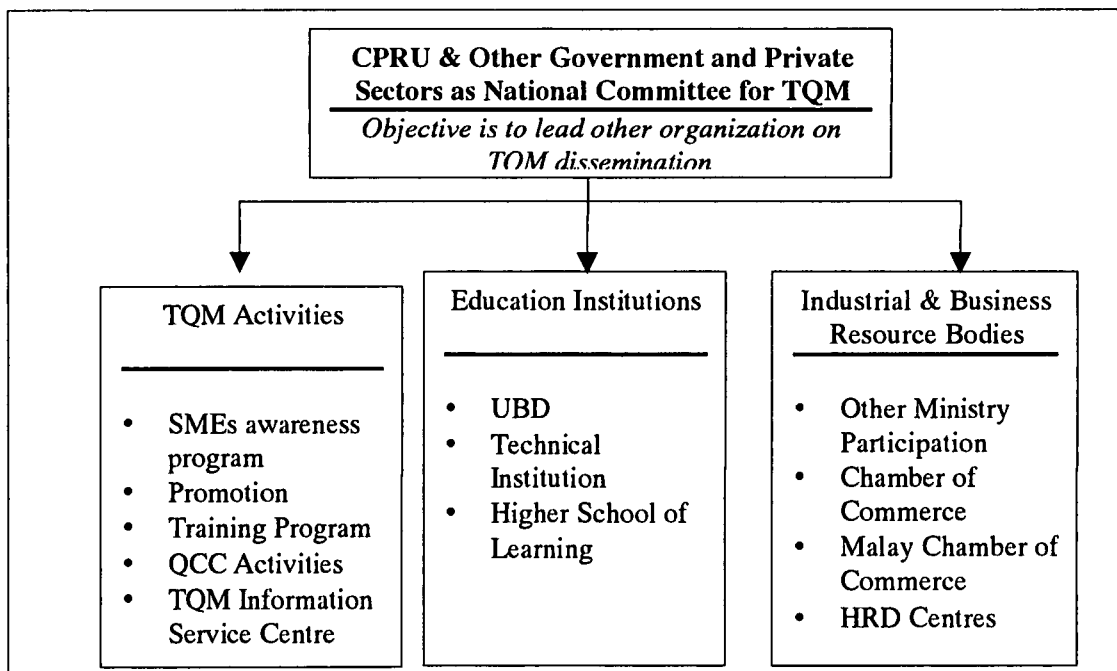 CPRU & Other Government and Private
Sectors as National Committee for TQM
Objective is to lead other organization on
TQM dissemination
TQM Activities
• SMEs awareness
program
• Promotion
• Training Program
• QCC Activities
• TQM Information
Service Centre
Education Institutions
• UBD
• Technical
Institution
• Higher School of
Learning
Industrial & Business
Resource Bodies
• Other Ministry
Participation
• Chamber of
Commerce
• Malay Chamber of
Commerce
• HRD Centres